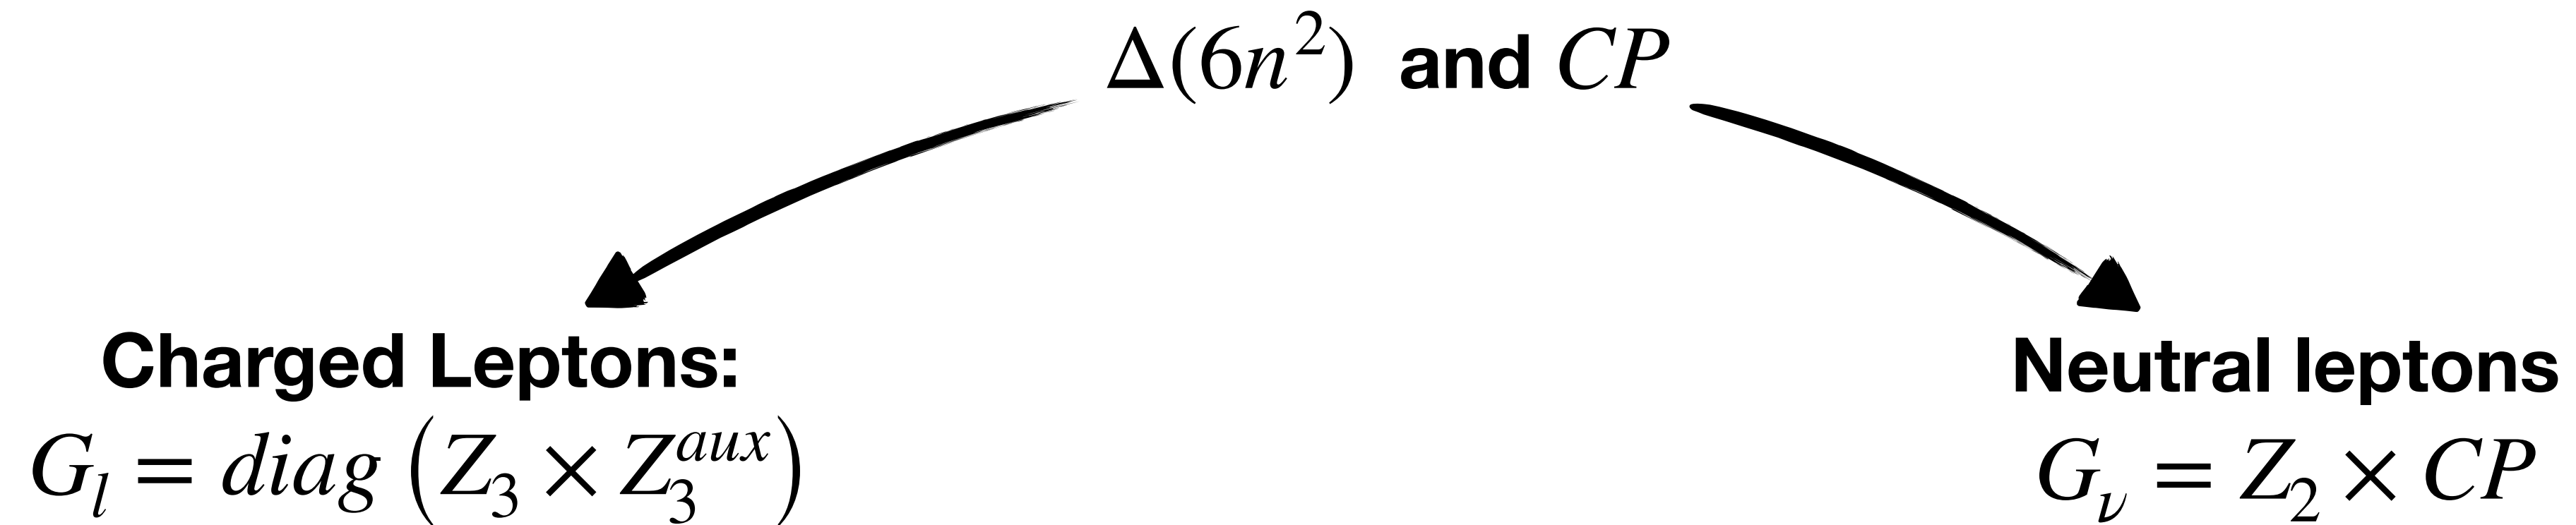 Δ(6n²) and CP
Charged Leptons:
Neutral leptons
G_l = diag (Z_3 × Z_3^{aux})
G_ν = Z_2 × CP